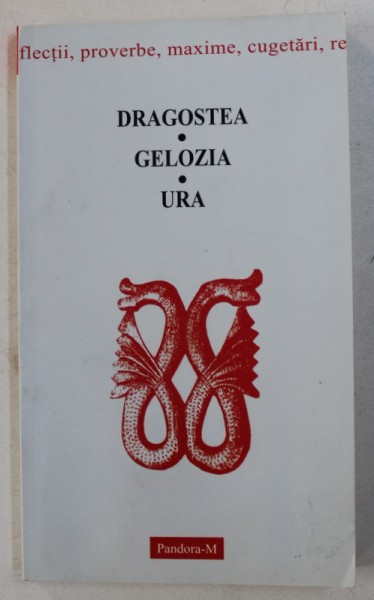 flecții, proverbe, maxime, cugetări, re
DRAGOSTEA
•
GELOZIA
•
URA
Pandora-M